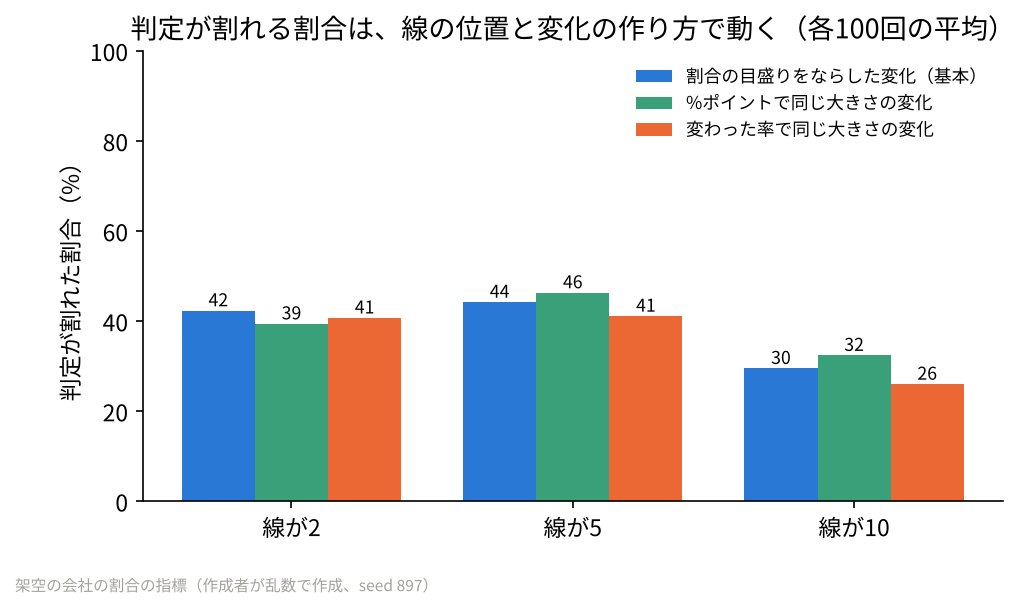 判定が割れる割合は、線の位置と変化の作り方で動く（各100回の平均）
割合の目盛りをならした変化（基本）
%ポイントで同じ大きさの変化
変わった率で同じ大きさの変化
判定が割れた割合（%）
100
80
60
40
20
0
42
39
41
44
46
41
30
32
26
線が2
線が5
線が10
架空の会社の割合の指標（作成者が乱数で作成、seed 897）